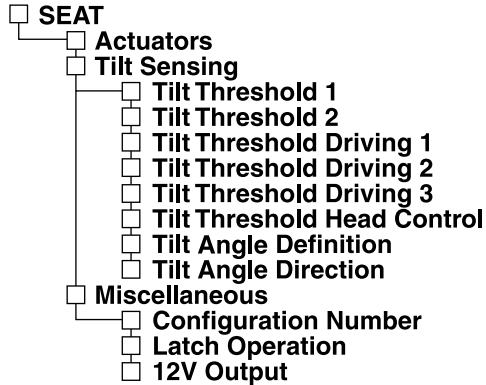 SEAT
Actuators
Tilt Sensing
Tilt Threshold 1
Tilt Threshold 2
Tilt Threshold Driving 1
Tilt Threshold Driving 2
Tilt Threshold Driving 3
Tilt Threshold Head Control
Tilt Angle Definition
Tilt Angle Direction
Miscellaneous
Configuration Number
Latch Operation
12V Output